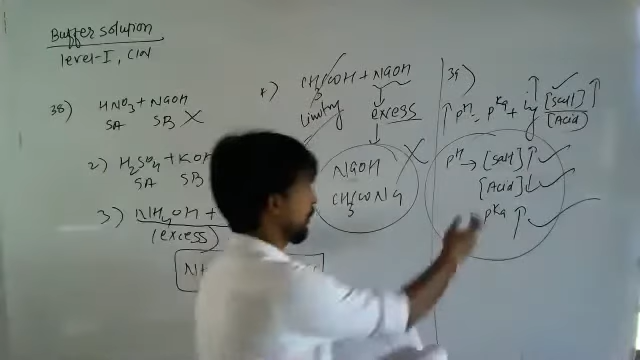 Buffer solution
level-I, CW
38) HNO3 + NaOH
SA SB X
2) H2SO4 + KOH
SA SB
3) NH4OH +
(excess)
4) CH3COOH + NaOH
limiting excess
NaOH
CH3COONa
39)
↑ pH = pKa + log [Salt] ↑
[Acid]
pH → [Salt] ↑
[Acid] ↓
pKa ↑